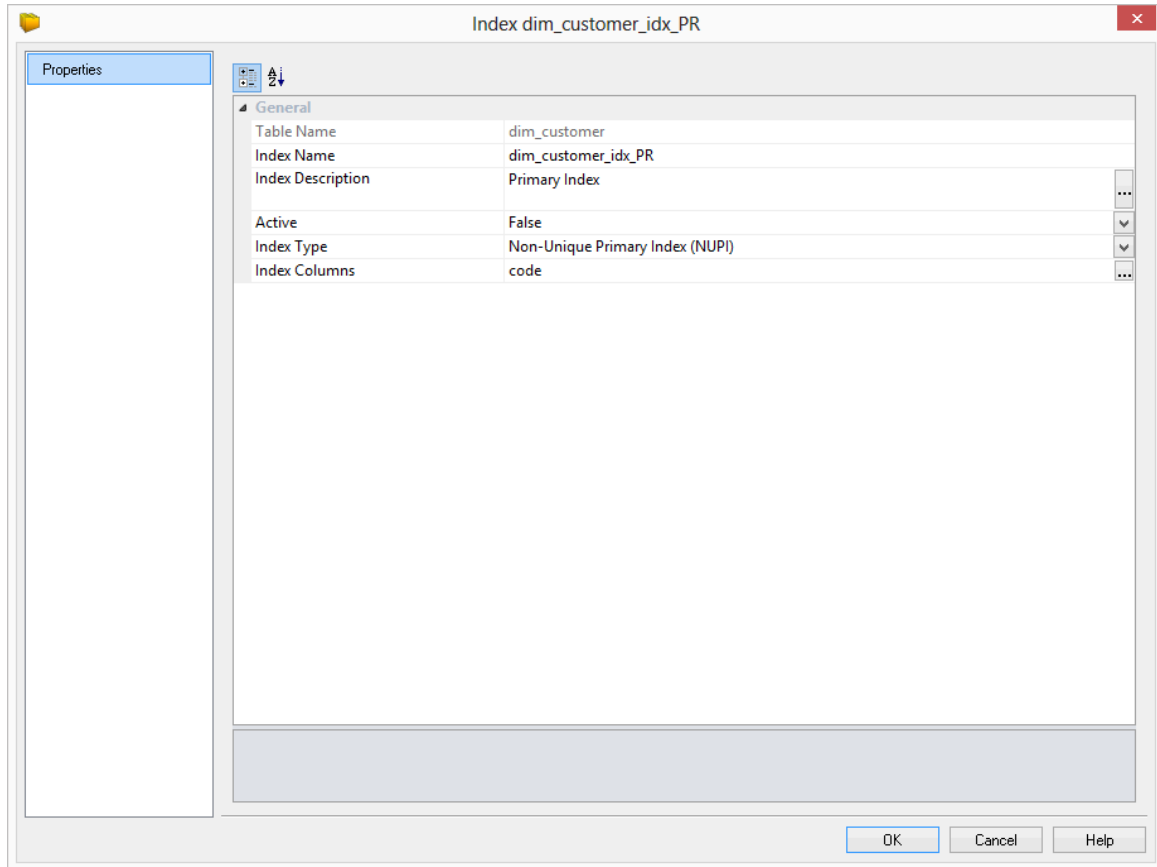 Index dim_customer_idx_PR
Properties
General
Table Name dim_customer
Index Name dim_customer_idx_PR
Index Description Primary Index
...
Active False
Index Type Non-Unique Primary Index (NUPI)
Index Columns code ...
OK Cancel Help